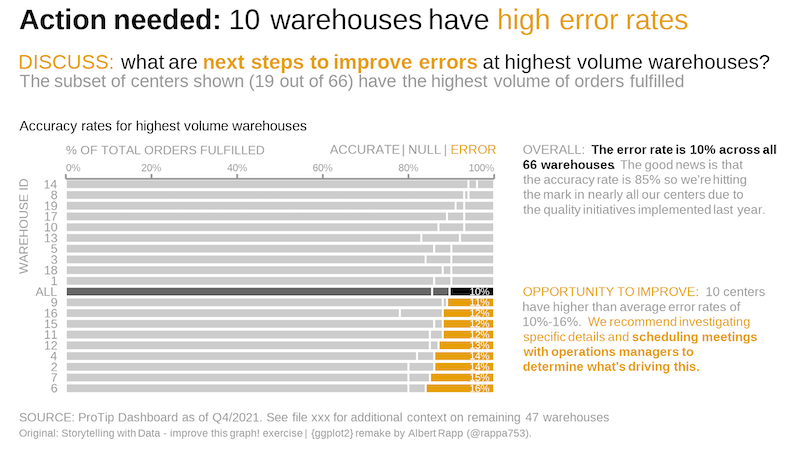 Action needed: 10 warehouses have high error rates
DISCUSS: what are next steps to improve errors at highest volume warehouses?
The subset of centers shown (19 out of 66) have the highest volume of orders fulfilled
Accuracy rates for highest volume warehouses
% OF TOTAL ORDERS FULFILLED
ACCURATE | NULL | ERROR
0% 20% 40% 60% 80% 100%
WAREHOUSE ID
14
8
19
17
10
13
5
3
18
1
ALL 10%
9 11%
16 12%
15 12%
11 12%
12 13%
4 14%
2 14%
7 15%
6 16%
OVERALL: The error rate is 10% across all
66 warehouses. The good news is that
the accuracy rate is 85% so we're hitting
the mark in nearly all our centers due to
the quality initiatives implemented last year.
OPPORTUNITY TO IMPROVE: 10 centers
have higher than average error rates of
10%-16%. We recommend investigating
specific details and scheduling meetings
with operations managers to
determine what's driving this.
SOURCE: ProTip Dashboard as of Q4/2021. See file xxx for additional context on remaining 47 warehouses
Original: Storytelling with Data - improve this graph! exercise | {ggplot2} remake by Albert Rapp (@rappa753).